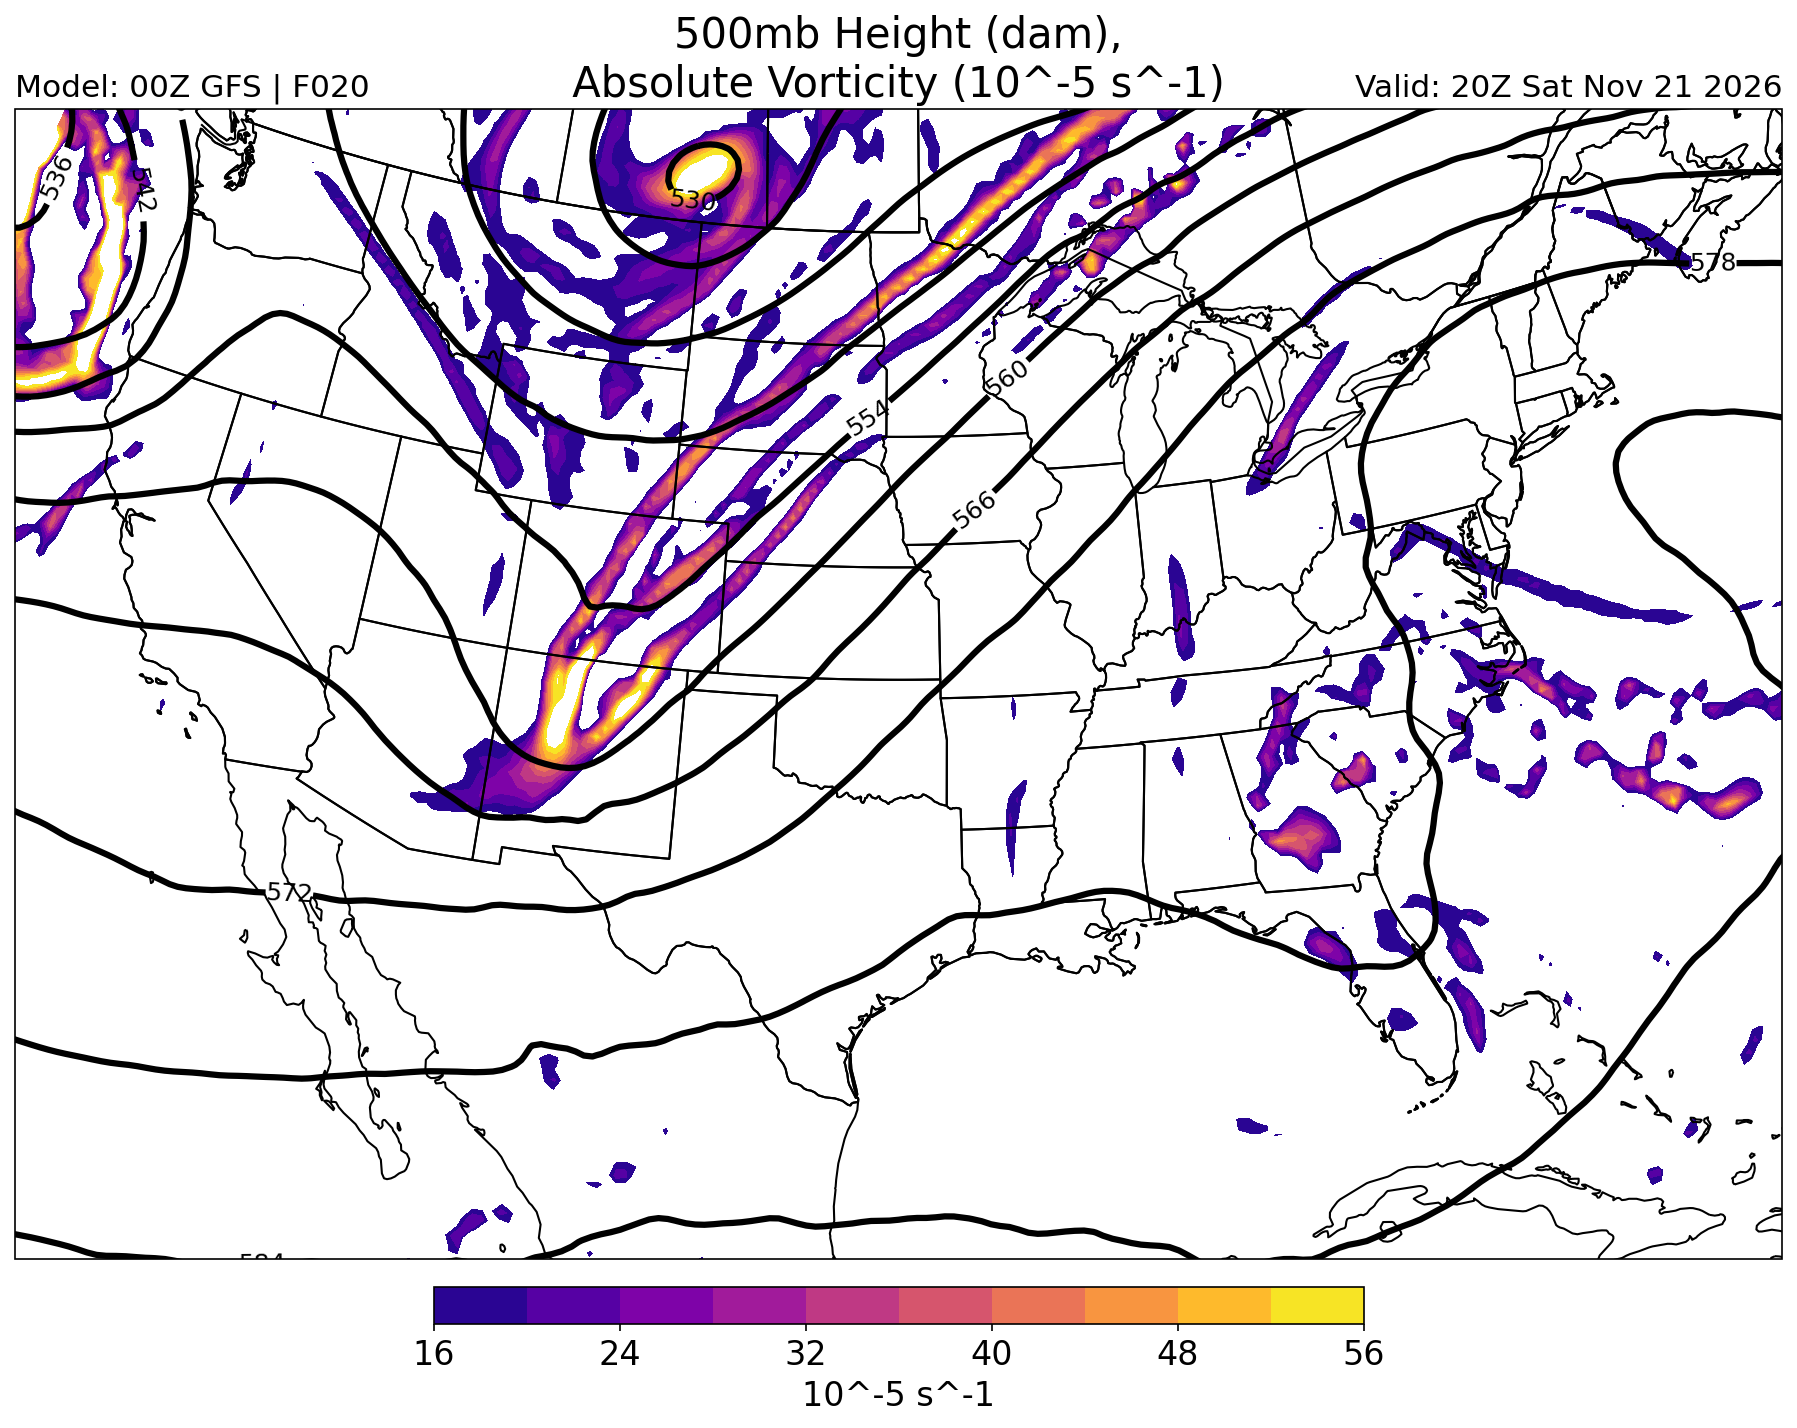 500mb Height (dam),
Model: 00Z GFS | F020
Absolute Vorticity (10^-5 s^-1)
Valid: 20Z Sat Nov 21 2026
536
542
530
578
560
554
566
572
16
24
32
40
48
56
10^-5 s^-1